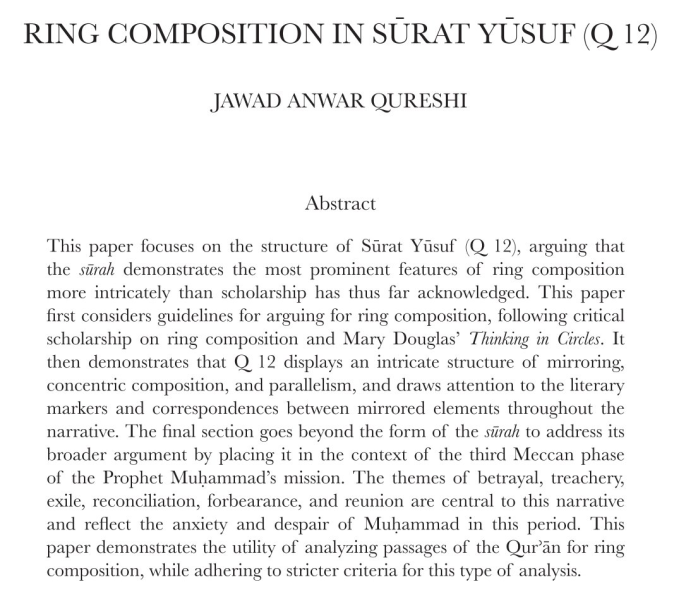 RING COMPOSITION IN SŪRAT YŪSUF (Q 12)
JAWAD ANWAR QURESHI
Abstract
This paper focuses on the structure of Sūrat Yūsuf (Q 12), arguing that
the sūrah demonstrates the most prominent features of ring composition
more intricately than scholarship has thus far acknowledged. This paper
first considers guidelines for arguing for ring composition, following critical
scholarship on ring composition and Mary Douglas’ Thinking in Circles. It
then demonstrates that Q 12 displays an intricate structure of mirroring,
concentric composition, and parallelism, and draws attention to the literary
markers and correspondences between mirrored elements throughout the
narrative. The final section goes beyond the form of the sūrah to address its
broader argument by placing it in the context of the third Meccan phase
of the Prophet Muḥammad’s mission. The themes of betrayal, treachery,
exile, reconciliation, forbearance, and reunion are central to this narrative
and reflect the anxiety and despair of Muḥammad in this period. This
paper demonstrates the utility of analyzing passages of the Qurʾān for ring
composition, while adhering to stricter criteria for this type of analysis.